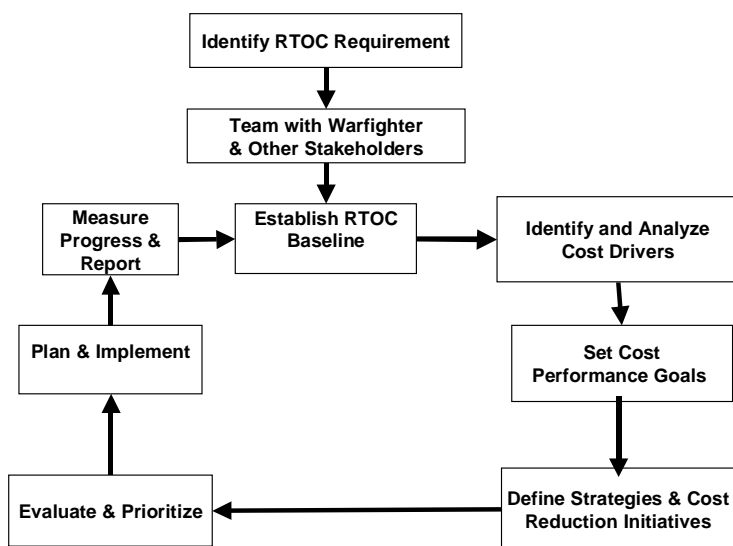 Identify RTOC Requirement
Team with Warfighter
& Other Stakeholders
Establish RTOC
Baseline
Identify and Analyze
Cost Drivers
Set Cost
Performance Goals
Define Strategies & Cost
Reduction Initiatives
Evaluate & Prioritize
Plan & Implement
Measure
Progress &
Report